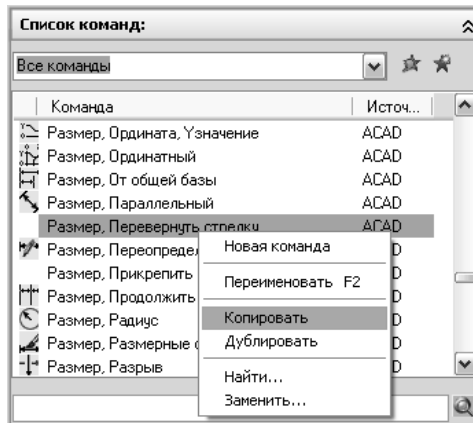 Список команд:
Все команды
Команда Источ...
Размер, Ордината, Yзначение ACAD
Размер, Ординатный ACAD
Размер, От общей базы ACAD
Размер, Параллельный ACAD
Размер, Перевернуть стрелки ACAD
Размер, Переопредел
Размер, Прикрепить
Размер, Продолжить
Размер, Радиус
Размер, Размерные
Размер, Разрыв
Новая команда
Переименовать F2
Копировать
Дублировать
Найти...
Заменить...